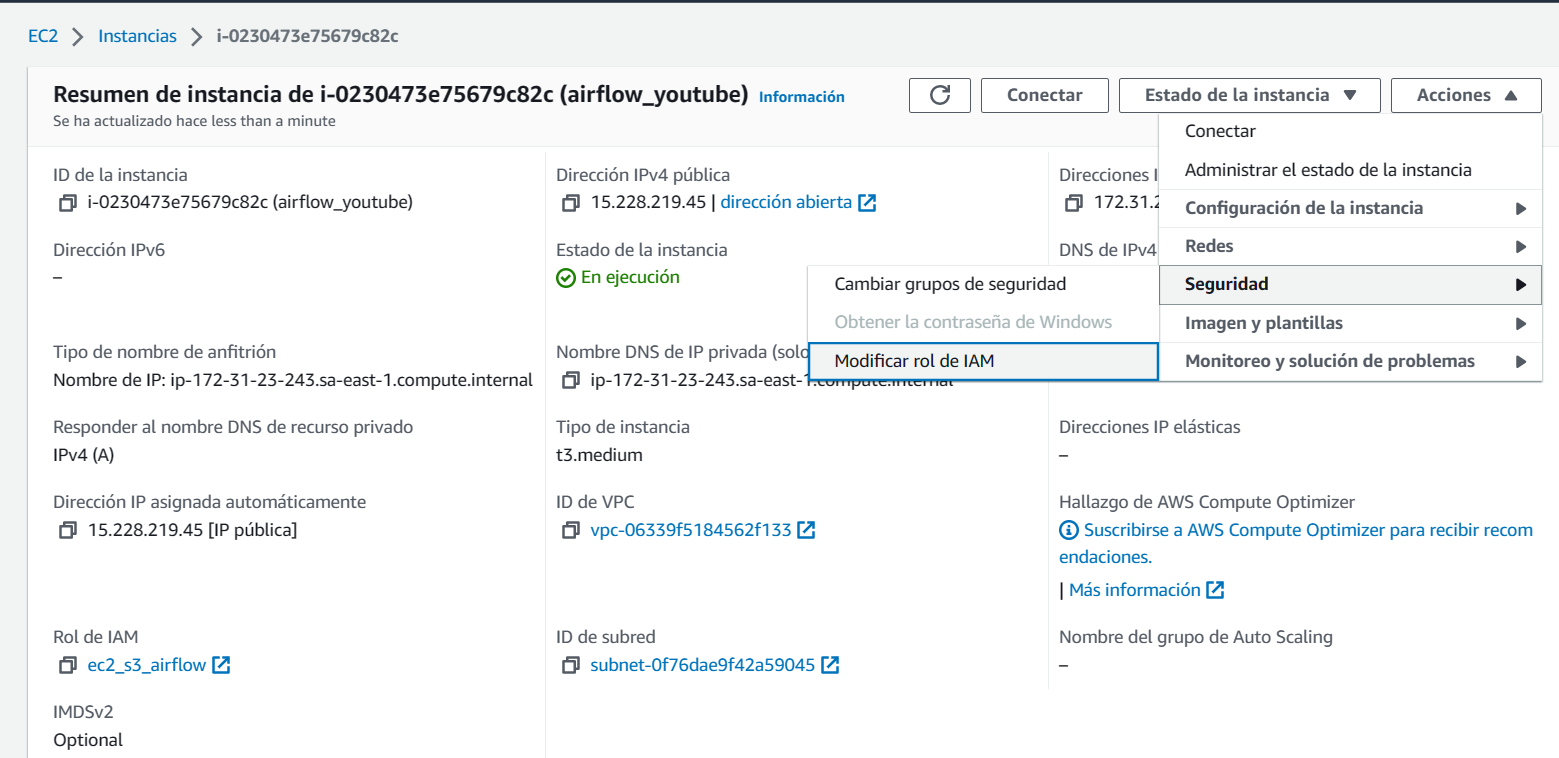 EC2 > Instancias > i-0230473e75679c82c
Resumen de instancia de i-0230473e75679c82c (airflow_youtube) Información
Se ha actualizado hace less than a minute
Conectar
Estado de la instancia ▼
Acciones ▲
Conectar
Administrar el estado de la instancia
Configuración de la instancia
Redes
Seguridad
Imagen y plantillas
Monitoreo y solución de problemas
Cambiar grupos de seguridad
Obtener la contraseña de Windows
Modificar rol de IAM
ID de la instancia
i-0230473e75679c82c (airflow_youtube)
Dirección IPv4 pública
15.228.219.45 | dirección abierta
Direcciones
172.31.2
Dirección IPv6
–
Estado de la instancia
En ejecución
DNS de IPv4
Tipo de nombre de anfitrión
Nombre de IP: ip-172-31-23-243.sa-east-1.compute.internal
Nombre DNS de IP privada (solo
ip-172-31-23-243.sa-east-1.compute.internal
Responder al nombre DNS de recurso privado
IPv4 (A)
Tipo de instancia
t3.medium
Direcciones IP elásticas
–
Dirección IP asignada automáticamente
15.228.219.45 [IP pública]
ID de VPC
vpc-06339f5184562f133
Hallazgo de AWS Compute Optimizer
Suscribirse a AWS Compute Optimizer para recibir recom
endaciones.
| Más información
Rol de IAM
ec2_s3_airflow
ID de subred
subnet-0f76dae9f42a59045
Nombre del grupo de Auto Scaling
–
IMDSv2
Optional